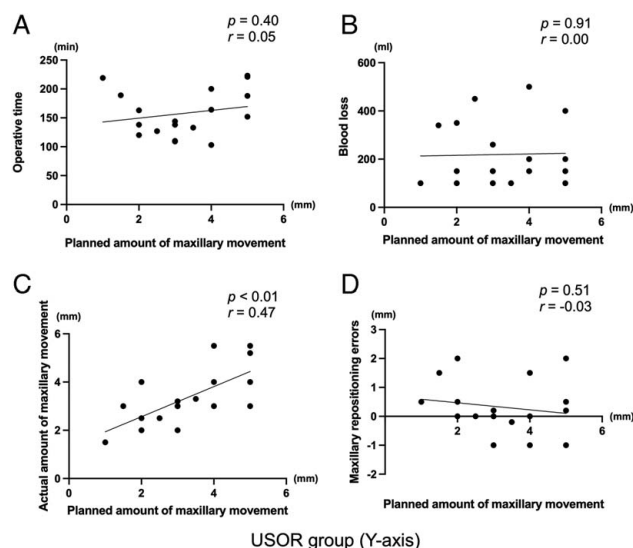 A
p = 0.40
r = 0.05
(min)
250
200
150
100
50
0
Operative time
0 2 4 6
(mm)
Planned amount of maxillary movement
B
p = 0.91
r = 0.00
(ml)
600
400
200
0
Blood loss
0 2 4 6
(mm)
Planned amount of maxillary movement
C
p < 0.01
r = 0.47
(mm)
6
4
2
0
Actual amount of maxillary movement
0 2 4 6
(mm)
Planned amount of maxillary movement
D
p = 0.51
r = -0.03
(mm)
3
2
1
0
-1
-2
Maxillary repositioning errors
2 4 6
(mm)
Planned amount of maxillary movement
USOR group (Y-axis)